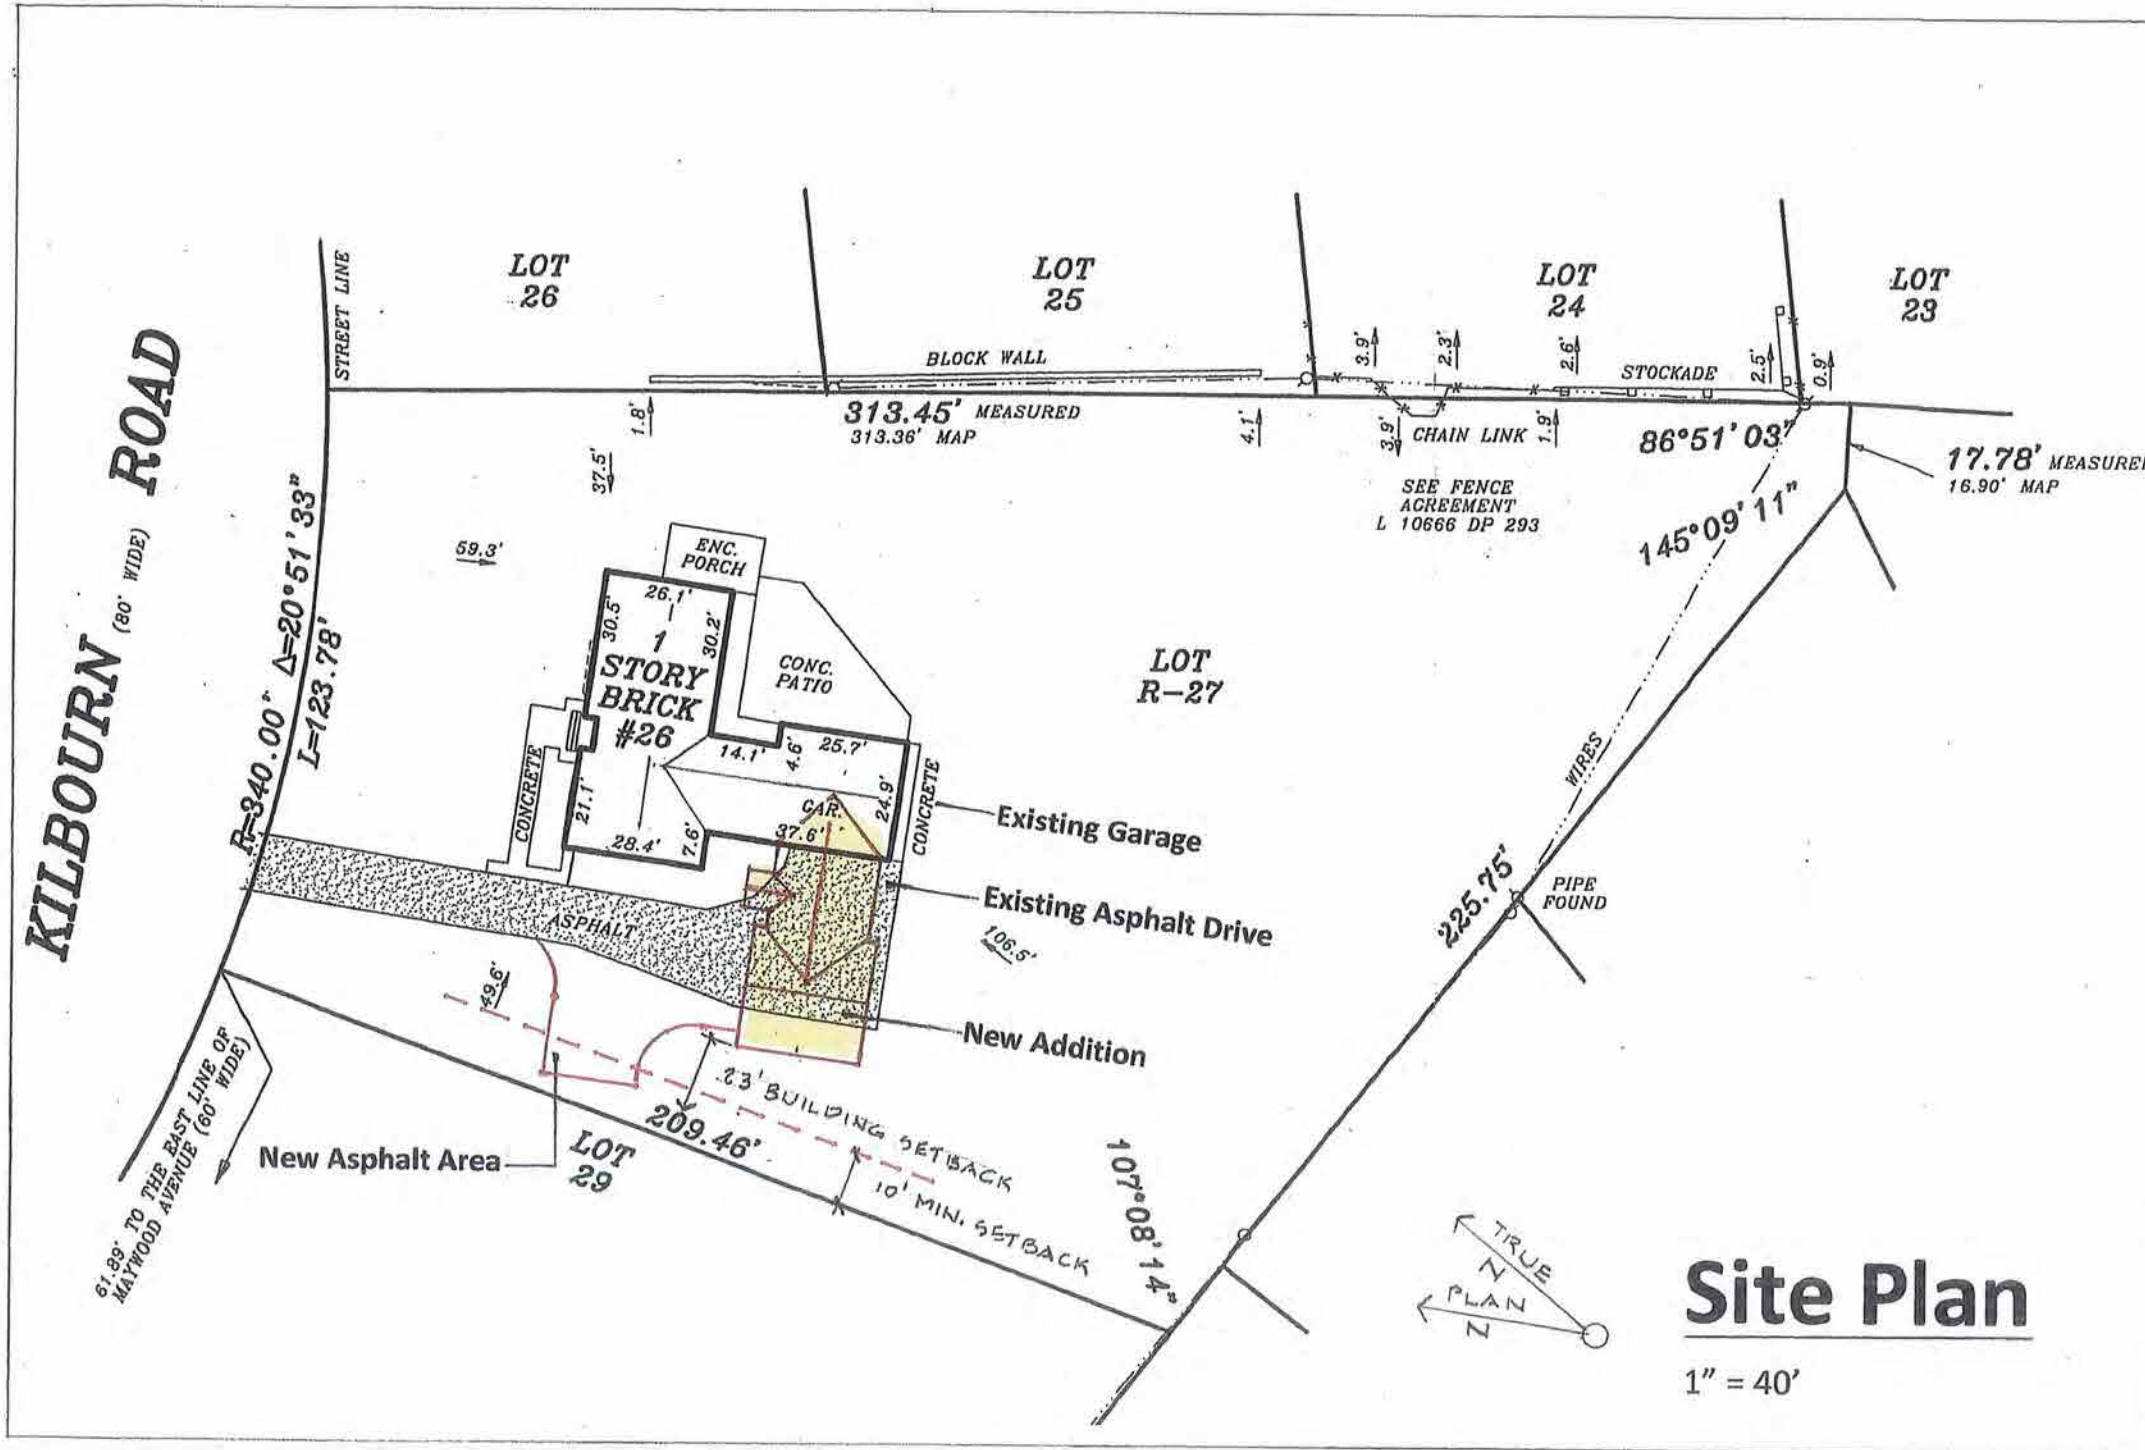 KILBOURN (80' WIDE) ROAD
STREET LINE
LOT
26
LOT
25
LOT
24
LOT
23
BLOCK WALL
STOCKADE
3.9'
2.3'
2.6'
2.5'
0.9'
1.8'
313.45' MEASURED
313.36' MAP
4.1'
3.9'
CHAIN LINK
1.9'
86°51'03"
17.78' MEASURED
16.90' MAP
37.5'
SEE FENCE
AGREEMENT
L 10666 DP 293
145°09'11"
59.3'
R=340.00' Δ=20°51'33"
L=123.78'
ENC.
PORCH
26.1'
30.5'
30.2'
1
STORY
BRICK
#26
CONC.
PATIO
LOT
R-27
14.1'
4.6'
25.7'
24.9'
CONCRETE
CONCRETE
21.1'
28.4'
7.6'
GAR.
37.6'
WIRES
Existing Garage
Existing Asphalt Drive
106.5'
225.75'
PIPE
FOUND
ASPHALT
49.6'
New Addition
23' BUILDING SETBACK
209.46'
10' MIN. SETBACK
New Asphalt Area
LOT
29
61.89' TO THE EAST LINE OF
MAYWOOD AVENUE (60' WIDE)
107°08'14"
TRUE
N
PLAN
N
Site Plan
1" = 40'